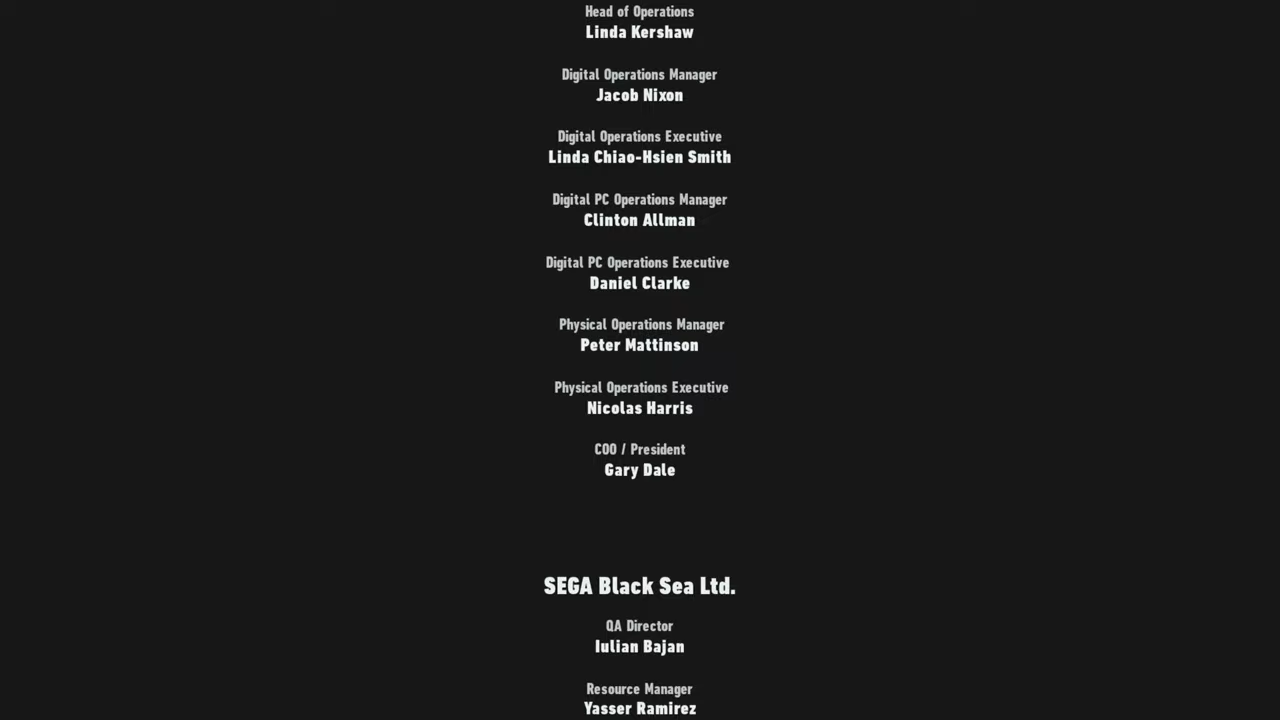 Head of Operations
Linda Kershaw
Digital Operations Manager
Jacob Nixon
Digital Operations Executive
Linda Chiao-Hsien Smith
Digital PC Operations Manager
Clinton Allman
Digital PC Operations Executive
Daniel Clarke
Physical Operations Manager
Peter Mattinson
Physical Operations Executive
Nicolas Harris
COO / President
Gary Dale
SEGA Black Sea Ltd.
QA Director
Iulian Bajan
Resource Manager
Yasser Ramirez